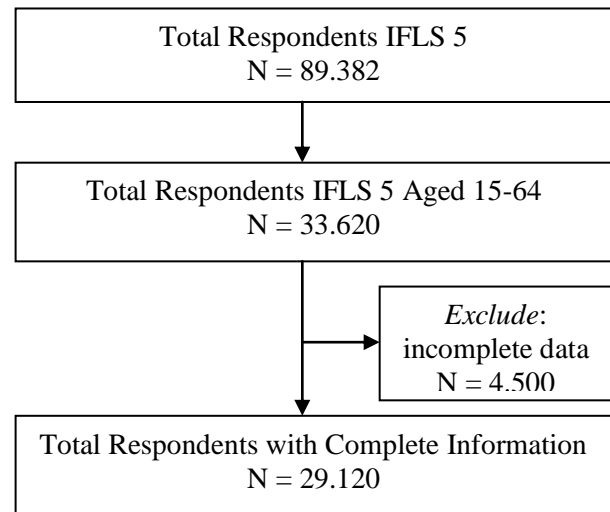 Total Respondents IFLS 5
N = 89.382
Total Respondents IFLS 5 Aged 15-64
N = 33.620
Exclude:
incomplete data
N = 4.500
Total Respondents with Complete Information
N = 29.120